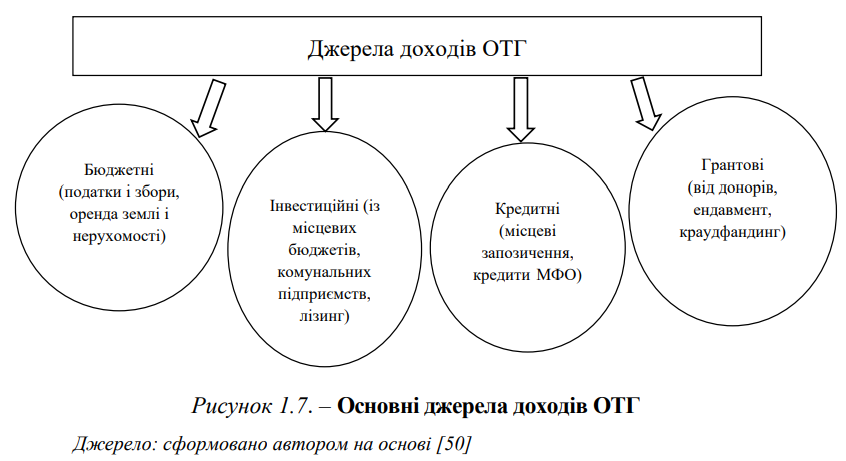 Джерела доходів ОТГ
Бюджетні
(податки і збори,
оренда землі і
нерухомості)
Інвестиційні (із
місцевих
бюджетів,
комунальних
підприємств,
лізинг)
Кредитні
(місцеві
запозичення,
кредити МФО)
Грантові
(від донорів,
ендавмент,
краудфандинг)
Рисунок 1.7. – Основні джерела доходів ОТГ
Джерело: сформовано автором на основі [50]